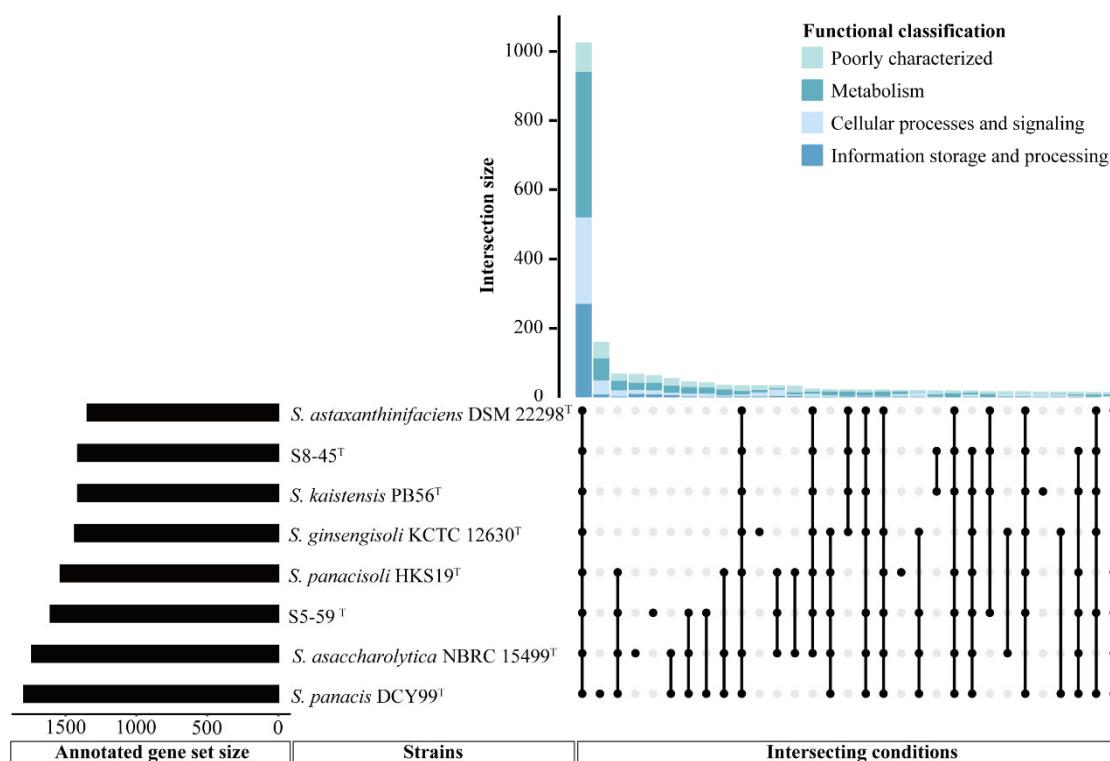 Functional classification
Poorly characterized
Metabolism
Cellular processes and signaling
Information storage and processing
Intersection size
1000
800
600
400
200
0
S. astaxanthinifaciens DSM 22298ᵀ
S8-45ᵀ
S. kaistensis PB56ᵀ
S. ginsengisoli KCTC 12630ᵀ
S. panacisoli HKS19ᵀ
S5-59 ᵀ
S. asaccharolytica NBRC 15499ᵀ
S. panacis DCY99ᵀ
1500 1000 500 0
Annotated gene set size Strains Intersecting conditions